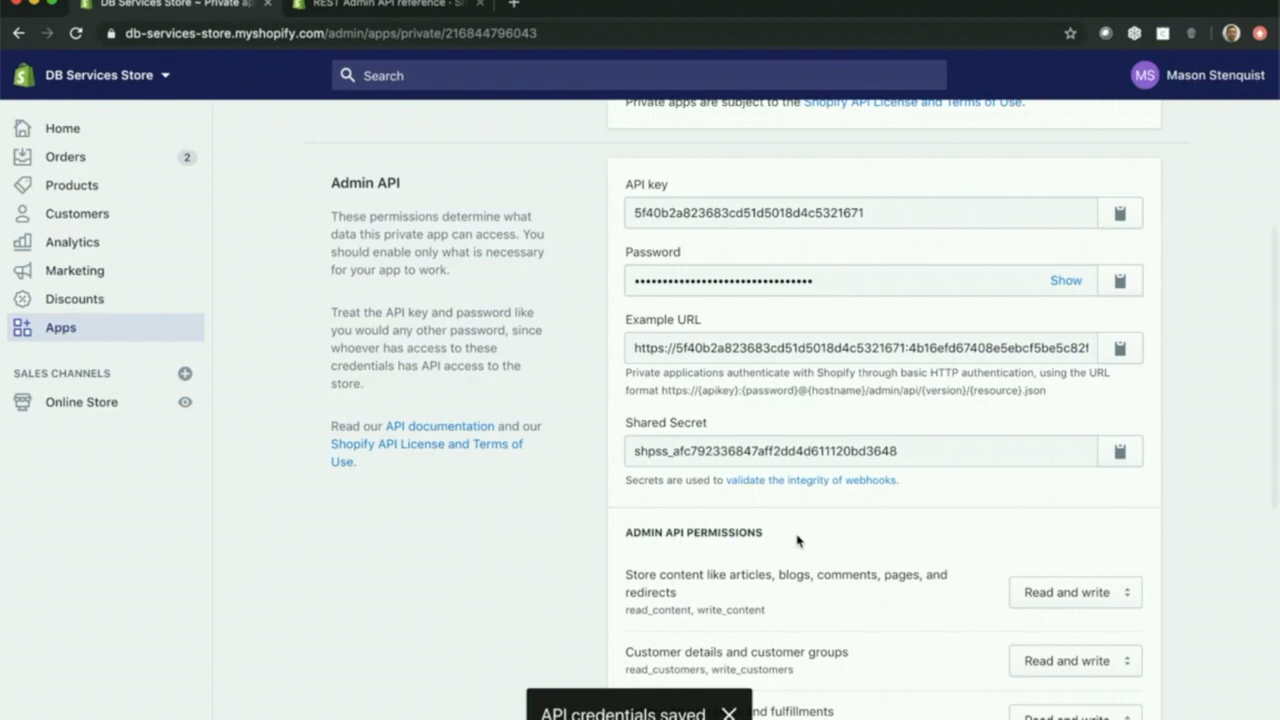 DB Services Store ~ Private ap
REST Admin API reference - S
db-services-store.myshopify.com/admin/apps/private/216844796043
DB Services Store
Search
MS
Mason Stenquist
Home
Orders
2
Products
Customers
Analytics
Marketing
Discounts
Apps
SALES CHANNELS
Online Store
Private apps are subject to the Shopify API License and Terms of Use.
Admin API
These permissions determine what
data this private app can access. You
should enable only what is necessary
for your app to work.
Treat the API key and password like
you would any other password, since
whoever has access to these
credentials has API access to the
store.
Read our API documentation and our
Shopify API License and Terms of
Use.
API key
5f40b2a823683cd51d5018d4c5321671
Password
Show
Example URL
https://5f40b2a823683cd51d5018d4c5321671:4b16efd67408e5ebcf5be5c82f
Private applications authenticate with Shopify through basic HTTP authentication, using the URL
format https://{apikey}:{password}@{hostname}/admin/api/{version}/{resource}.json
Shared Secret
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
Secrets are used to validate the integrity of webhooks.
ADMIN API PERMISSIONS
Store content like articles, blogs, comments, pages, and
redirects
read_content, write_content
Read and write
Customer details and customer groups
read_customers, write_customers
Read and write
nd fulfillments
Read and write
API credentials saved